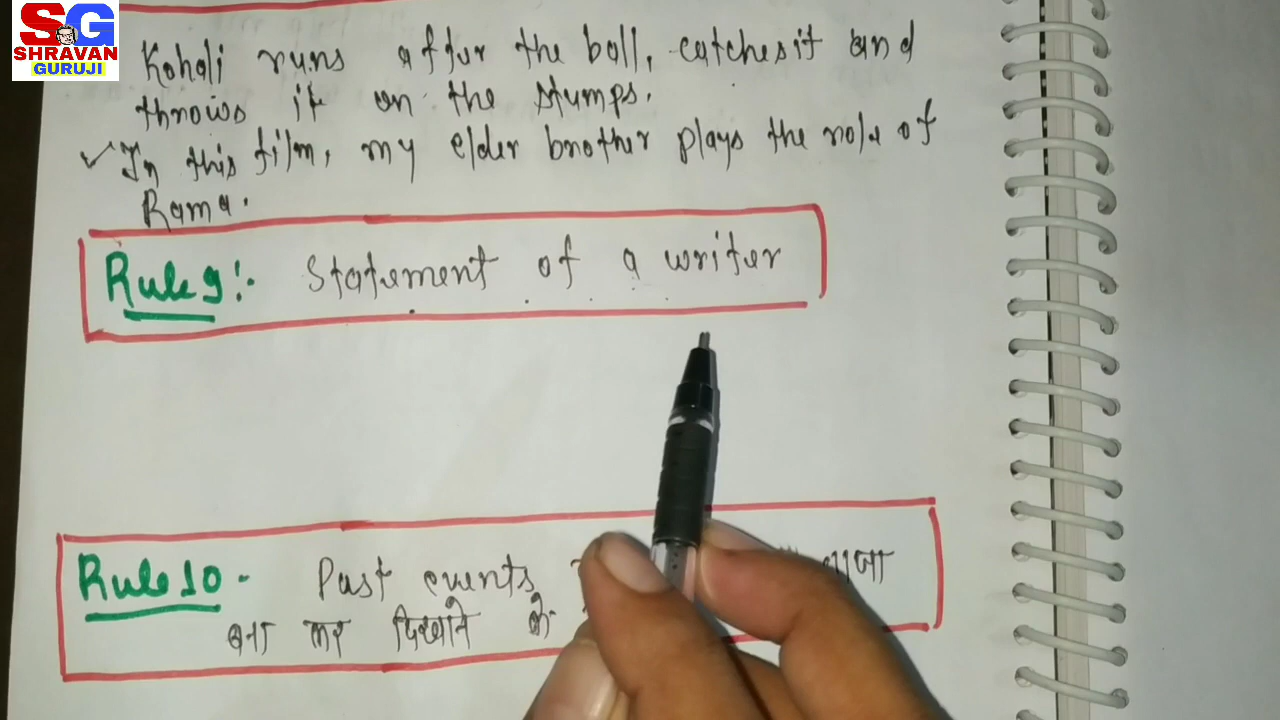 SG
SHRAVAN
GURUJI
Kohali runs after the ball, catches it and
throws it on the stumps.
✓ In this film, my elder brother plays the role of
Rama.
Rule 9:- Statement of a writer
Rule 10- Past events ताजा
बना कर दिखाने के